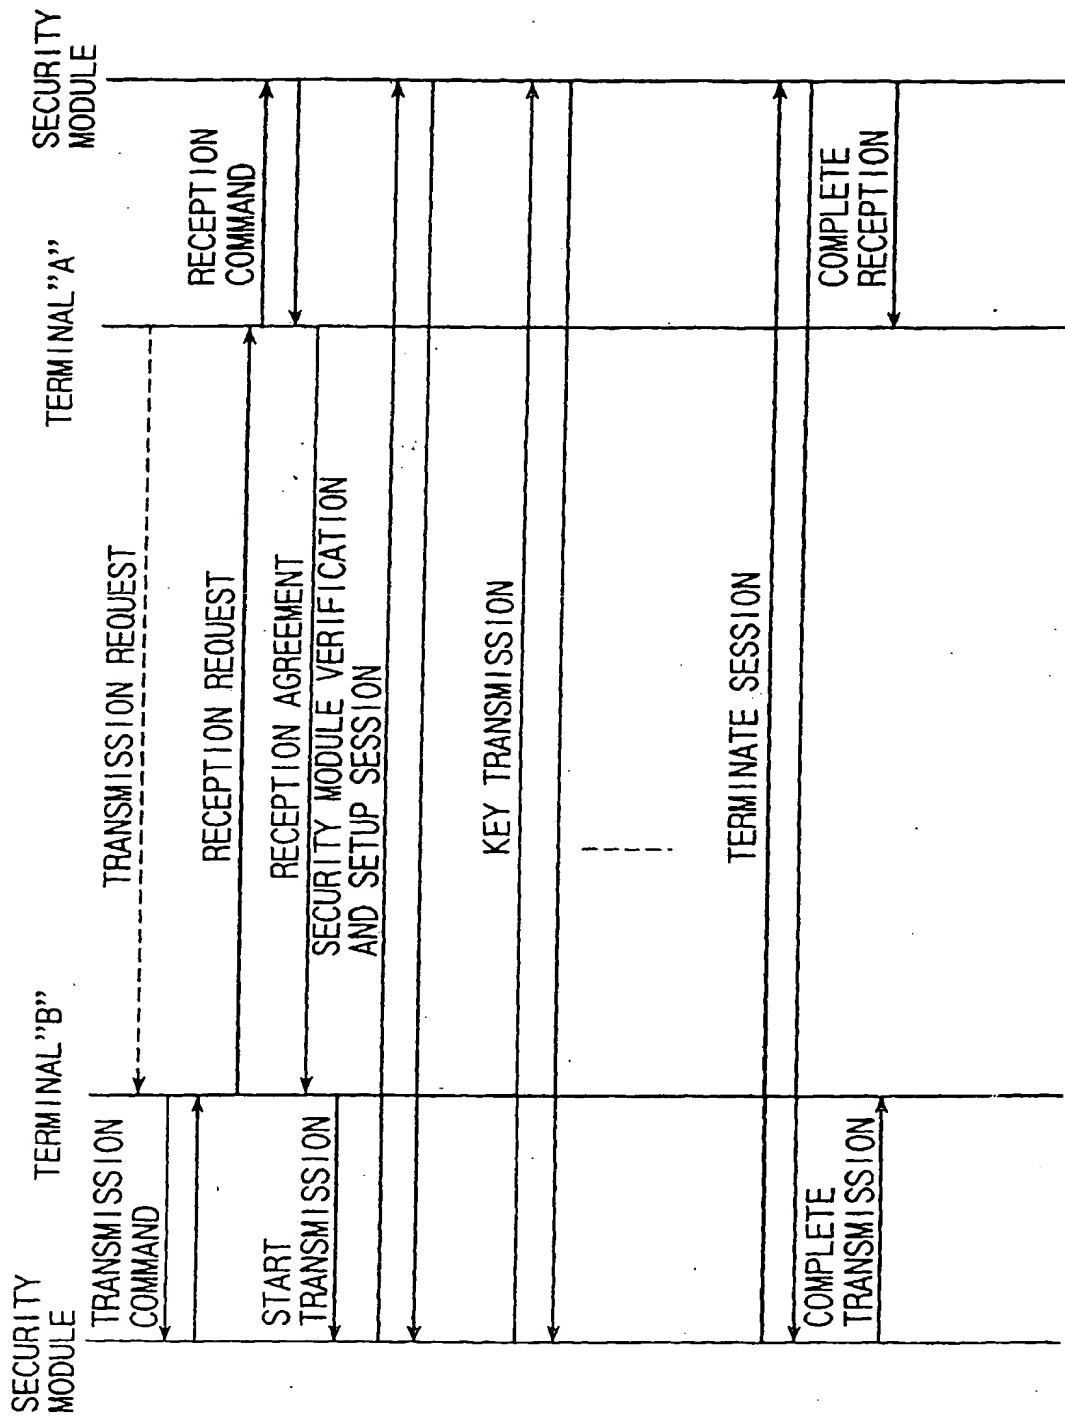 SECURITY
MODULE
TERMINAL"B"
TERMINAL"A"
SECURITY
MODULE
TRANSMISSION REQUEST
TRANSMISSION
COMMAND
RECEPTION REQUEST
RECEPTION
COMMAND
RECEPTION AGREEMENT
START
TRANSMISSION
SECURITY MODULE VERIFICATION
AND SETUP SESSION
KEY TRANSMISSION
TERMINATE SESSION
COMPLETE
TRANSMISSION
COMPLETE
RECEPTION